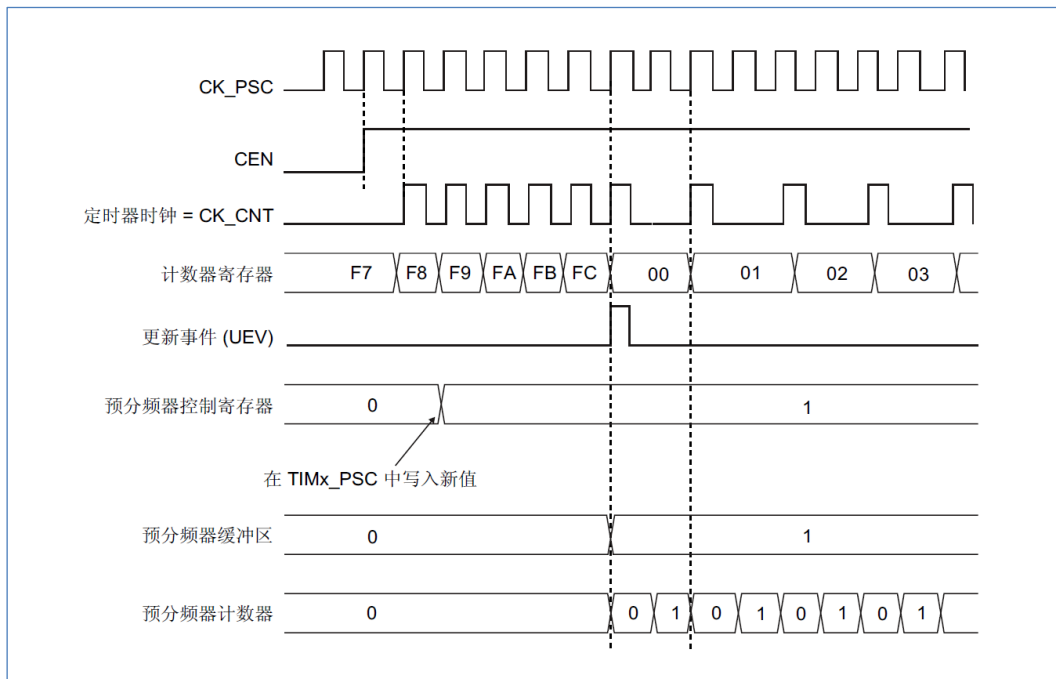 CK_PSC
CEN
定时器时钟 = CK_CNT
计数器寄存器 F7 F8 F9 FA FB FC 00 01 02 03
更新事件 (UEV)
预分频器控制寄存器 0 1
在 TIMx_PSC 中写入新值
预分频器缓冲区 0 1
预分频器计数器 0 0 1 0 1 0 1 0 1